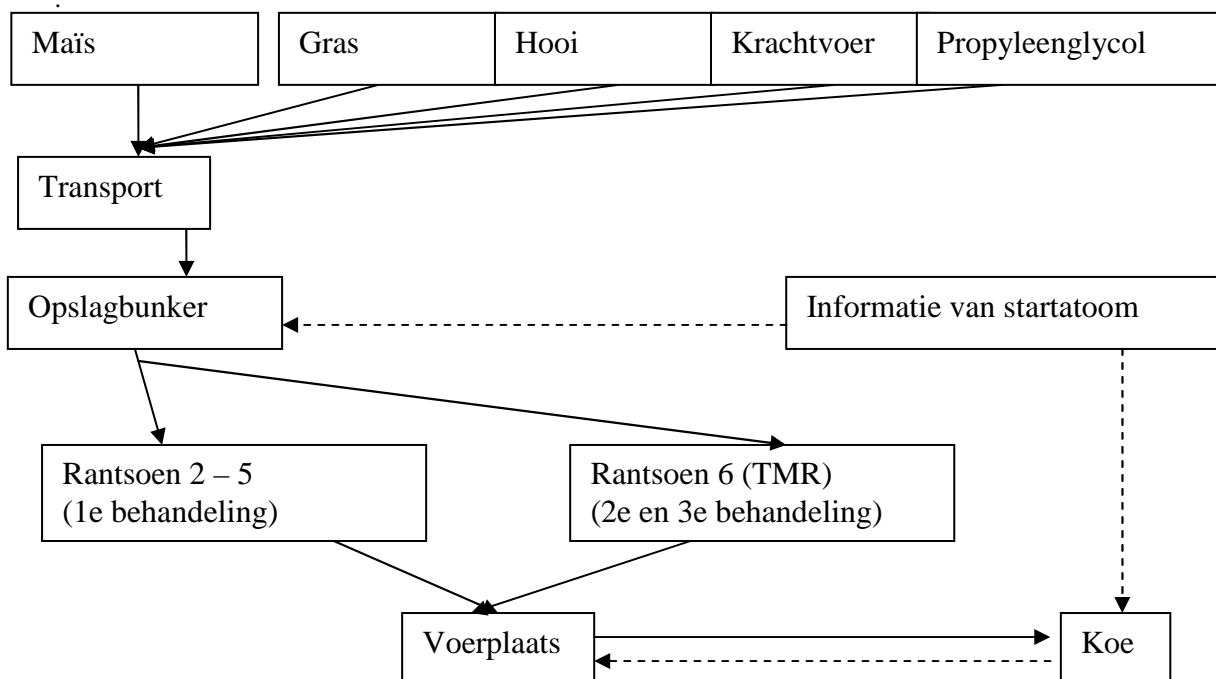 Maïs
Gras
Hooi
Krachtvoer
Propyleenglycol
Transport
Opslagbunker
Informatie van startatoom
Rantsoen 2 – 5
(1e behandeling)
Rantsoen 6 (TMR)
(2e en 3e behandeling)
Voerplaats
Koe